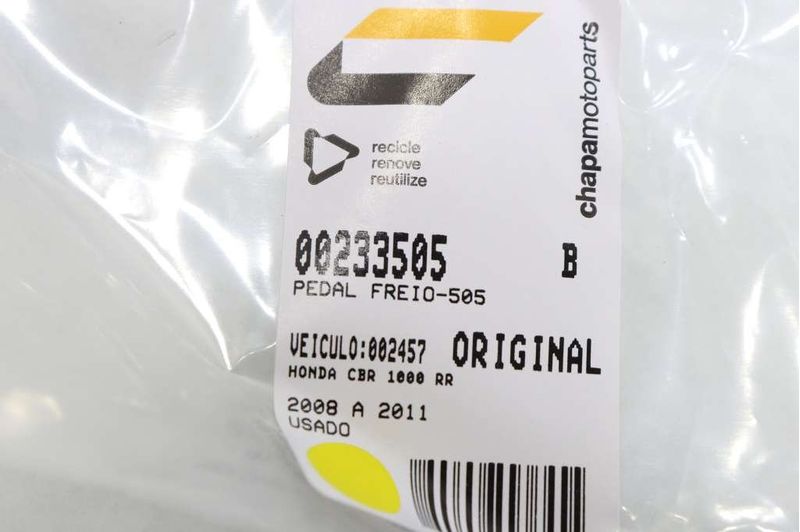 recicle
renove
reutilize
chapamotoparts
00233505 B
PEDAL FREIO-505
VEICULO:002457 ORIGINAL
HONDA CBR 1000 RR
2008 A 2011
USADO